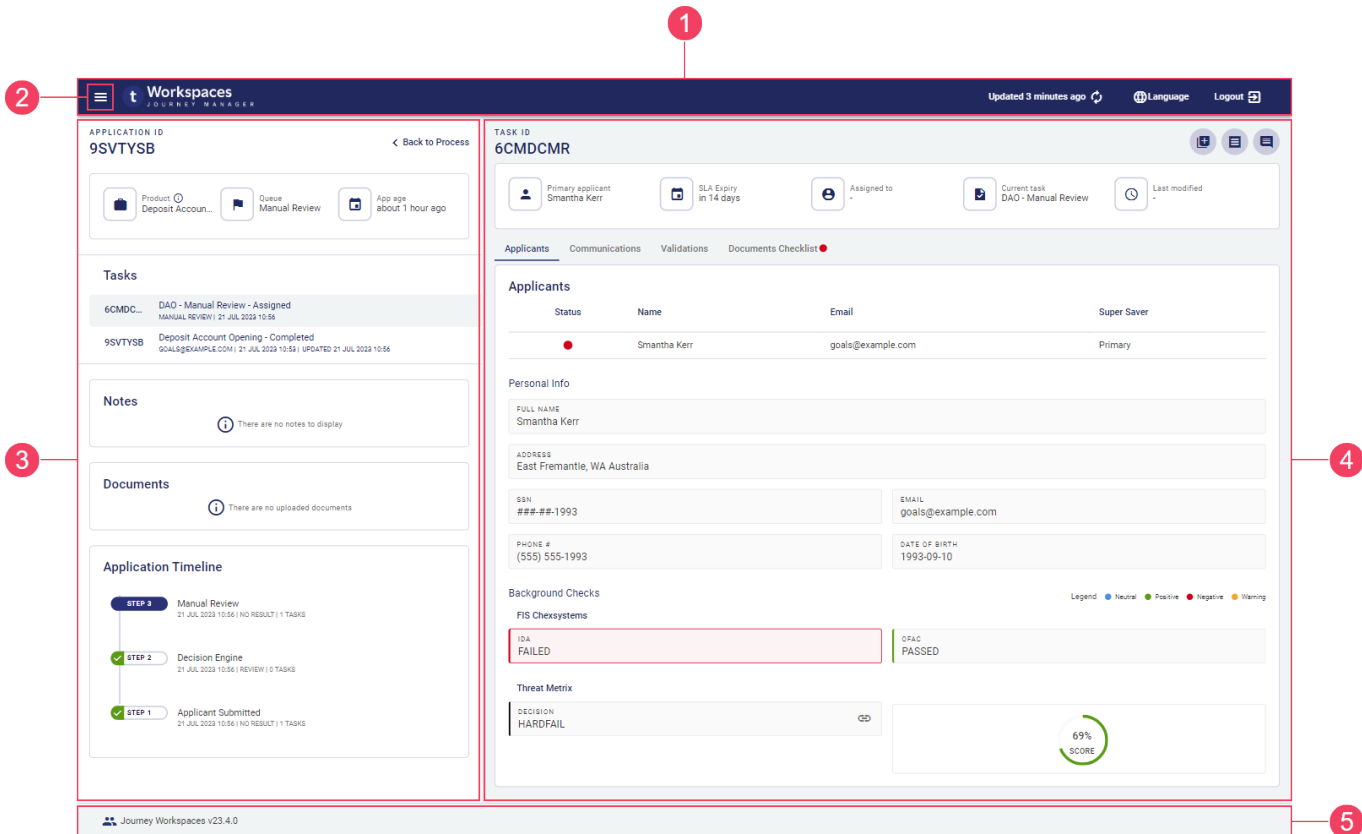 1
2
Workspaces
JOURNEY MANAGER
Updated 3 minutes ago
Language
Logout
APPLICATION ID
9SVTYSB
Back to Process
Product
Deposit Accoun...
Queue
Manual Review
App age
about 1 hour ago
Tasks
6CMDC...
DAO - Manual Review - Assigned
MANUAL REVIEW | 21 JUL 2023 10:56
9SVTYSB
Deposit Account Opening - Completed
GOALS@EXAMPLE.COM | 21 JUL 2023 10:53 | UPDATED 21 JUL 2023 10:56
Notes
There are no notes to display
3
Documents
There are no uploaded documents
Application Timeline
STEP 3
Manual Review
21 JUL 2023 10:56 | NO RESULT | 1 TASKS
STEP 2
Decision Engine
21 JUL 2023 10:56 | REVIEW | 0 TASKS
STEP 1
Applicant Submitted
21 JUL 2023 10:56 | NO RESULT | 1 TASKS
TASK ID
6CMDCMR
Primary applicant
Smantha Kerr
SLA Expiry
in 14 days
Assigned to
-
Current task
DAO - Manual Review
Last modified
-
Applicants Communications Validations Documents Checklist
Applicants
Status Name Email Super Saver
Smantha Kerr goals@example.com Primary
Personal Info
FULL NAME
Smantha Kerr
ADDRESS
East Fremantle, WA Australia
4
SSN
###-##-1993
EMAIL
goals@example.com
PHONE #
(555) 555-1993
DATE OF BIRTH
1993-09-10
Background Checks
Legend Neutral Positive Negative Warning
FIS Chexsystems
IDA
FAILED
OFAC
PASSED
Threat Metrix
DECISION
HARDFAIL
69%
SCORE
Journey Workspaces v23.4.0
5